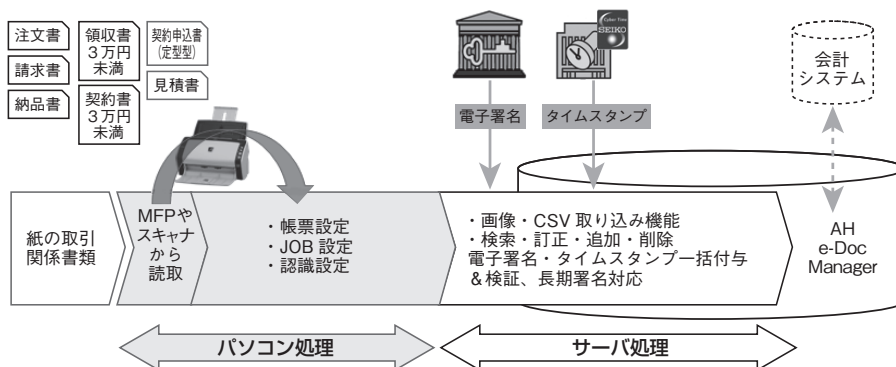 注文書
請求書
納品書
領収書
3万円
未満
契約書
3万円
未満
契約申込書
(定型型)
見積書
電子署名
Cyber Time
SEIKO
タイムスタンプ
会計
システム
紙の取引
関係書類
MFPや
スキャナ
から
読取
・帳票設定
・JOB 設定
・認識設定
・画像・CSV 取り込み機能
・検索・訂正・追加・削除
電子署名・タイムスタンプ一括付与
&検証、長期署名対応
AH
e-Doc
Manager
パソコン処理
サーバ処理